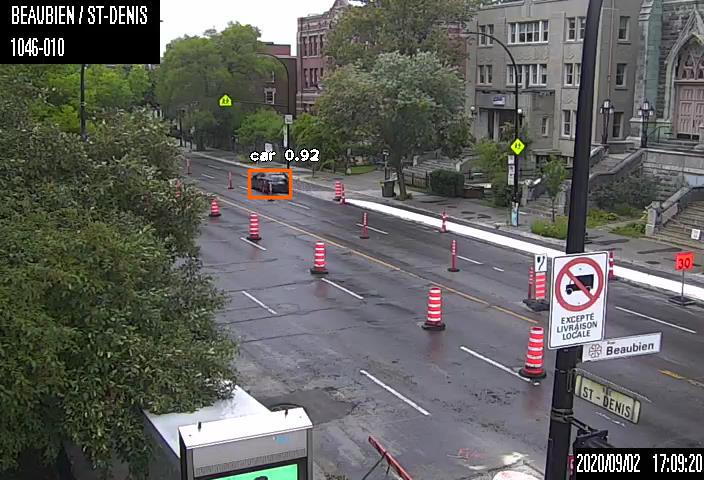 BEAUBIEN / ST-DENIS
1046-010
car 0.92
30
EXCEPTÉ
LIVRAISON
LOCALE
Rue
Beaubien
ST-DENIS
2020/09/02 17:09:20